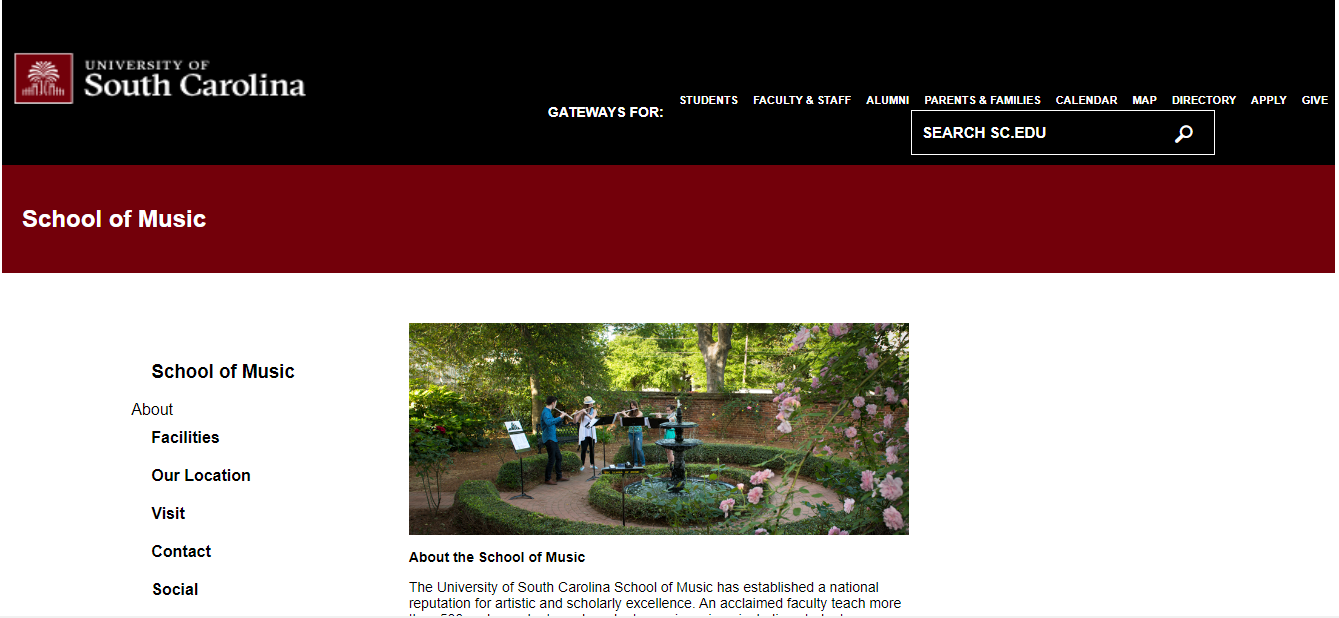 UNIVERSITY OF
South Carolina
GATEWAYS FOR:
STUDENTS FACULTY & STAFF ALUMNI PARENTS & FAMILIES CALENDAR MAP DIRECTORY APPLY GIVE
SEARCH SC.EDU
School of Music
School of Music
About
Facilities
Our Location
Visit
Contact
Social
About the School of Music
The University of South Carolina School of Music has established a national
reputation for artistic and scholarly excellence. An acclaimed faculty teach more